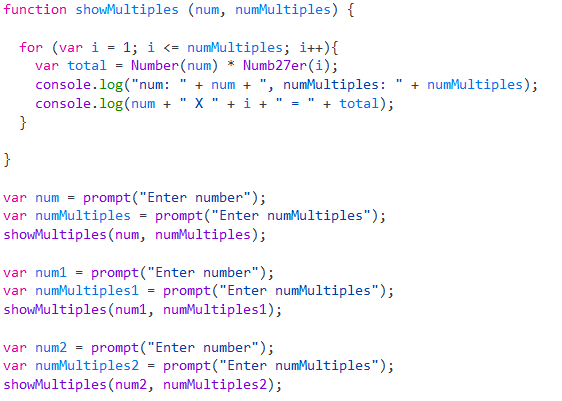 function showMultiples (num, numMultiples) {
for (var i = 1; i <= numMultiples; i++){
var total = Number(num) * Numb27er(i);
console.log("num: " + num + ", numMultiples: " + numMultiples);
console.log(num + " X " + i + " = " + total);
}
}
var num = prompt("Enter number");
var numMultiples = prompt("Enter numMultiples");
showMultiples(num, numMultiples);
var num1 = prompt("Enter number");
var numMultiples1 = prompt("Enter numMultiples");
showMultiples(num1, numMultiples1);
var num2 = prompt("Enter number");
var numMultiples2 = prompt("Enter numMultiples");
showMultiples(num2, numMultiples2);